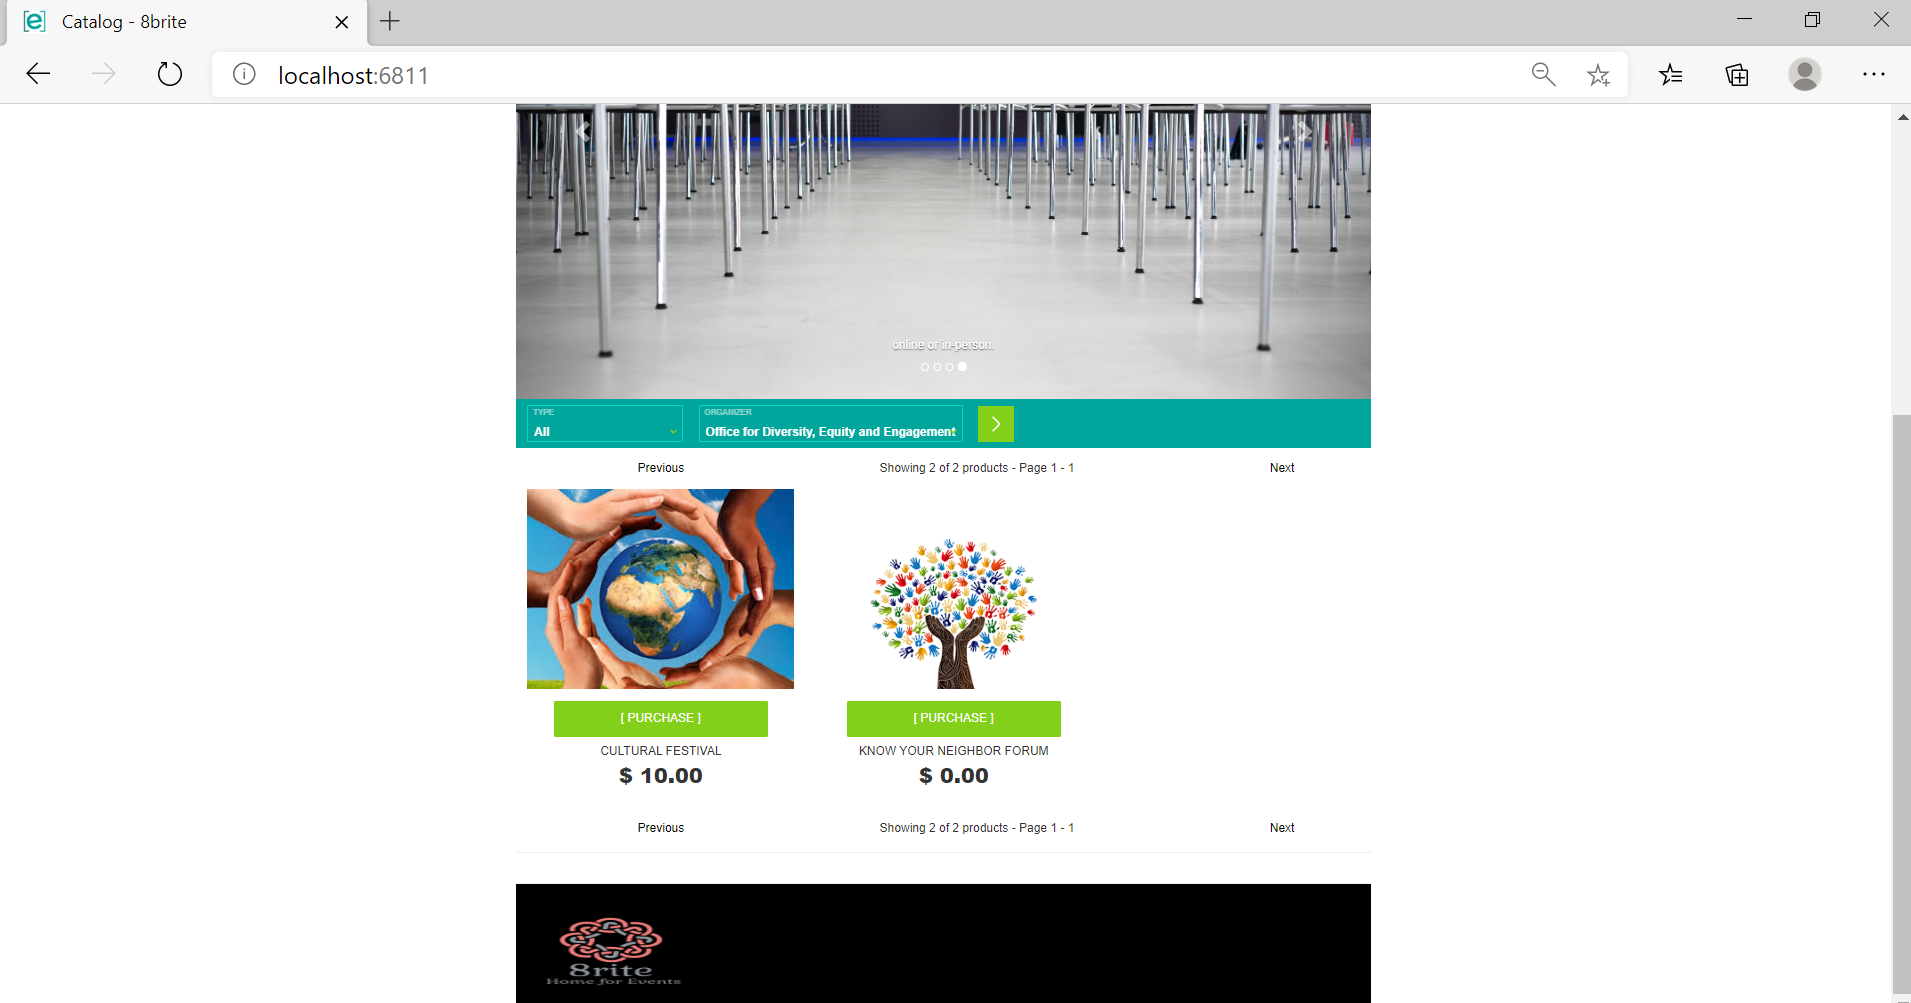 Catalog - 8brite
localhost:6811
online or in-person.
TYPE
All
ORGANIZER
Office for Diversity, Equity and Engagement
Previous
Showing 2 of 2 products - Page 1 - 1
Next
[ PURCHASE ]
[ PURCHASE ]
CULTURAL FESTIVAL
KNOW YOUR NEIGHBOR FORUM
$ 10.00
$ 0.00
Previous
Showing 2 of 2 products - Page 1 - 1
Next
8rite
Home for Events